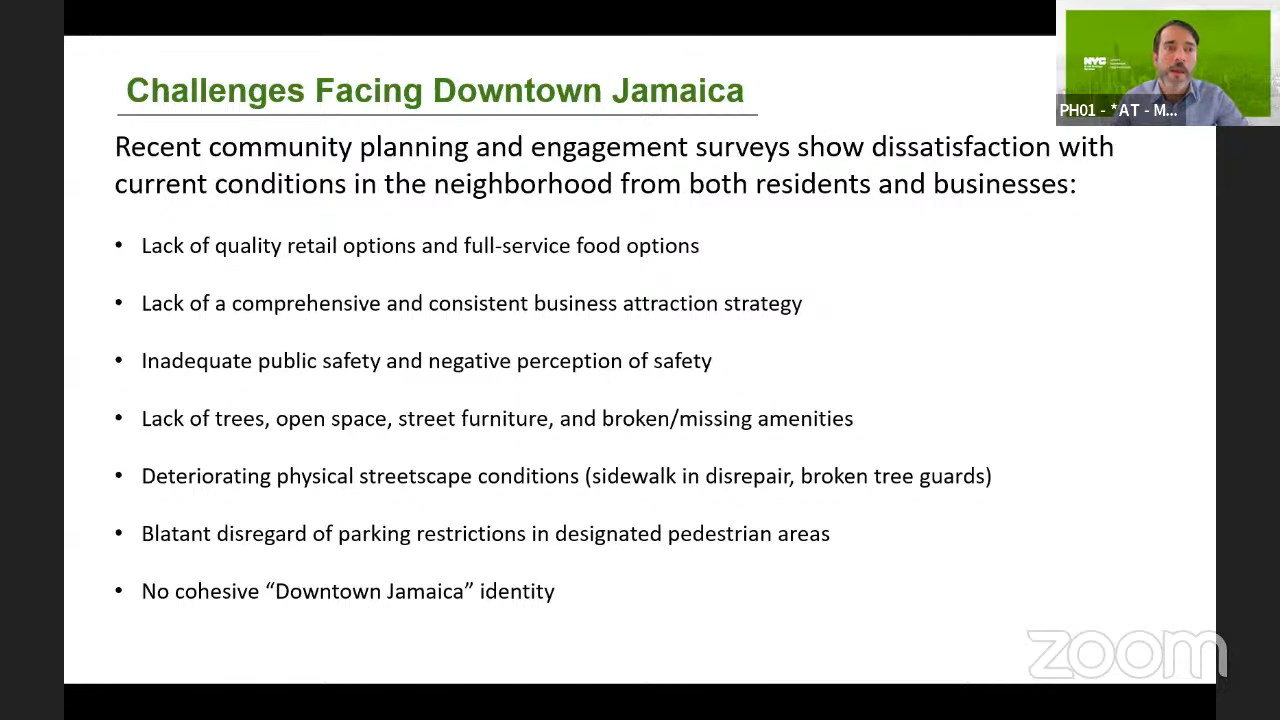 Challenges Facing Downtown Jamaica
NYC
PH01 - *AT - M...
Recent community planning and engagement surveys show dissatisfaction with
current conditions in the neighborhood from both residents and businesses:
• Lack of quality retail options and full-service food options
• Lack of a comprehensive and consistent business attraction strategy
• Inadequate public safety and negative perception of safety
• Lack of trees, open space, street furniture, and broken/missing amenities
• Deteriorating physical streetscape conditions (sidewalk in disrepair, broken tree guards)
• Blatant disregard of parking restrictions in designated pedestrian areas
• No cohesive “Downtown Jamaica” identity
zoom